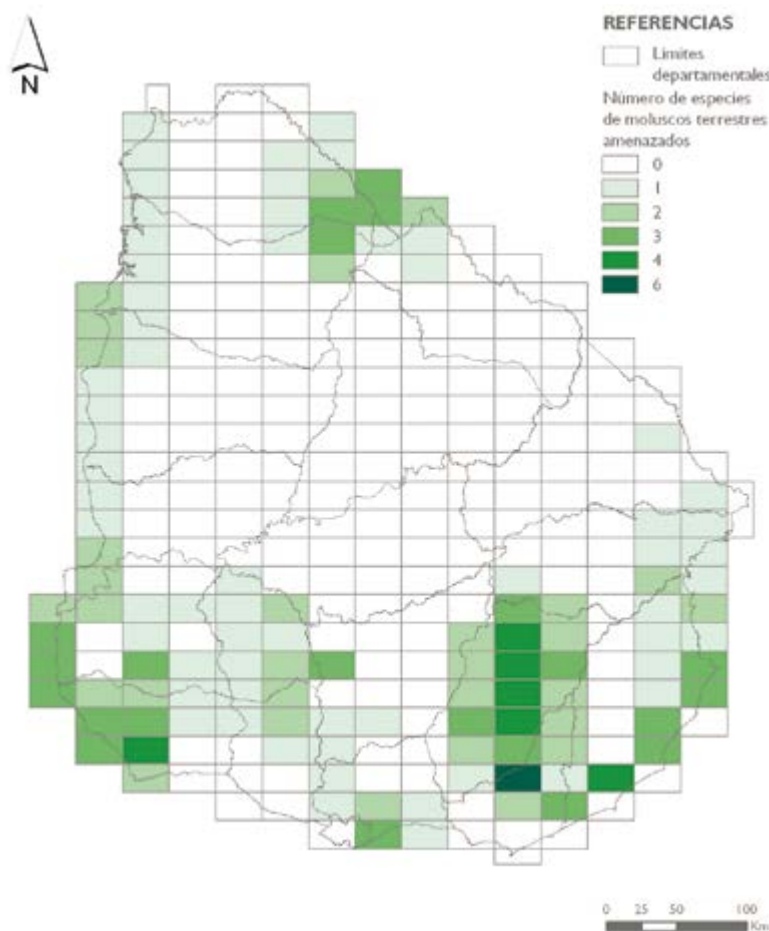 N
REFERENCIAS
Limites
departamentales
Número de especies
de moluscos terrestres
amenazados
0
1
2
3
4
6
0 25 50 100
Km